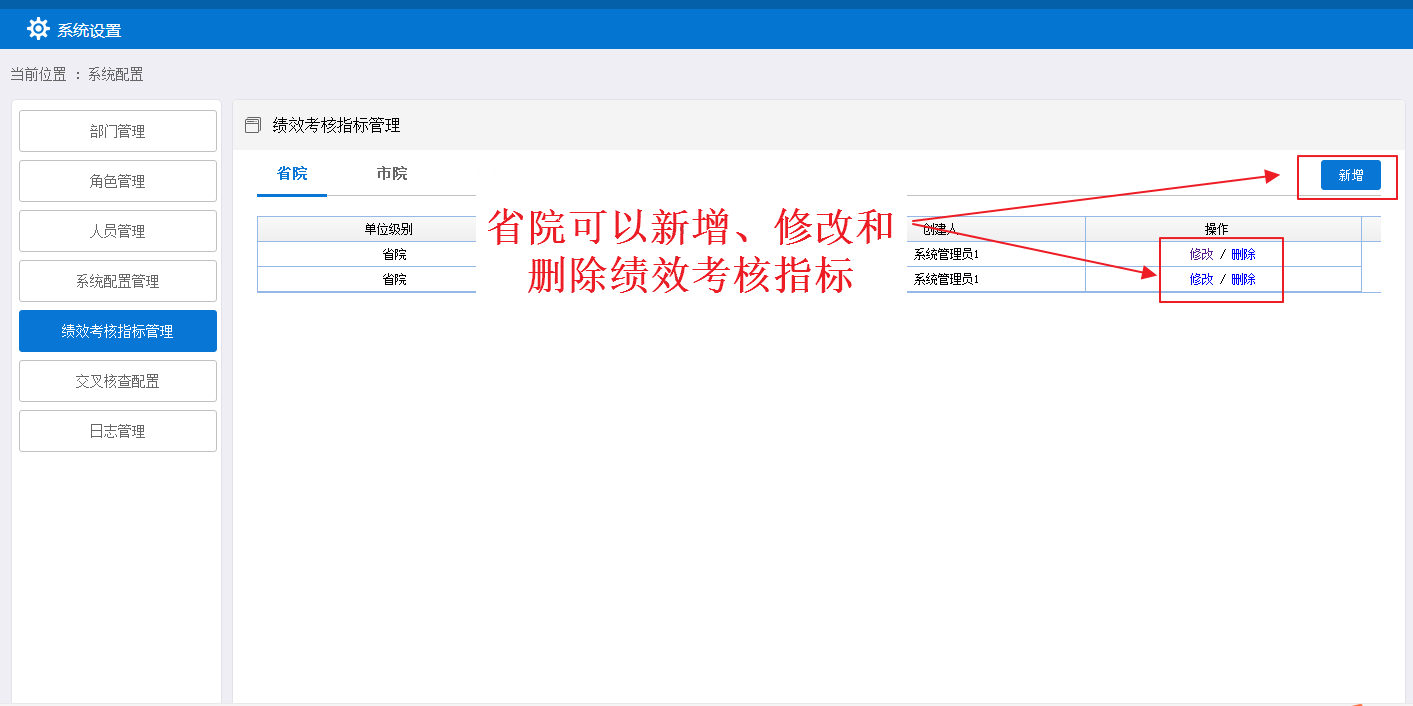 系统设置
当前位置 : 系统配置
部门管理
角色管理
人员管理
系统配置管理
绩效考核指标管理
交叉核查配置
日志管理
绩效考核指标管理
省院 市院
新增
单位级别 创建人 操作
省院 系统管理员1 修改 / 删除
省院 系统管理员1 修改 / 删除
省院可以新增、修改和
删除绩效考核指标